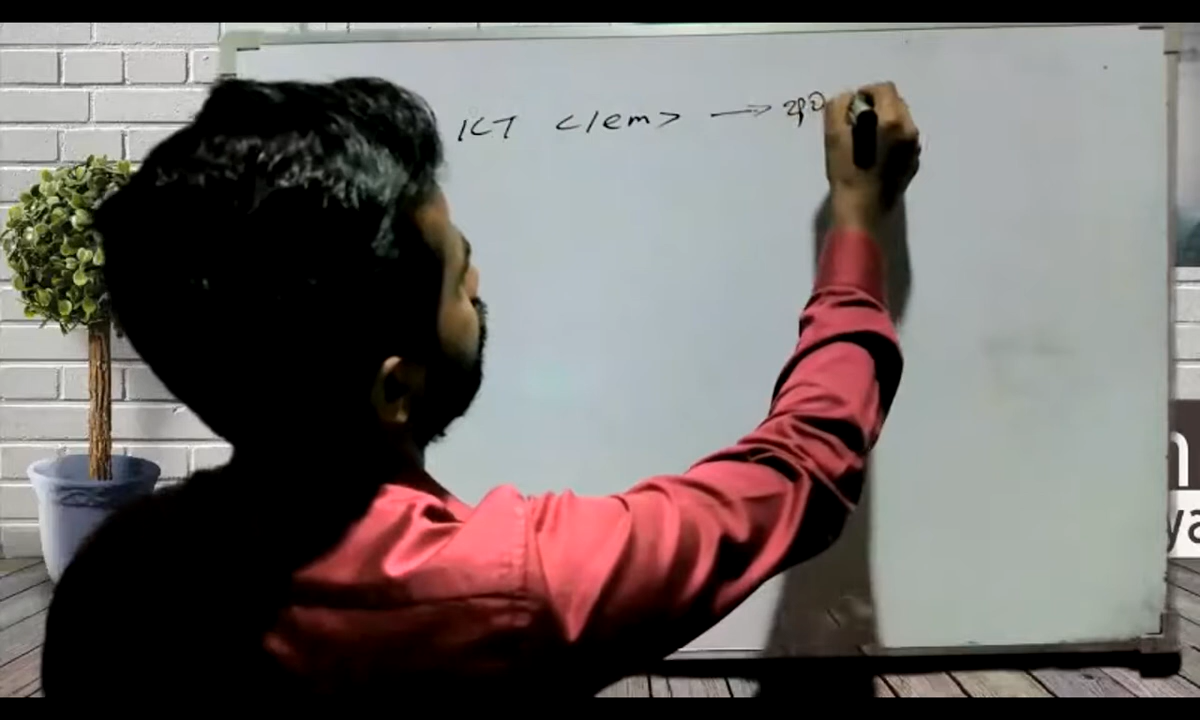 ICT </em> →
n
ya